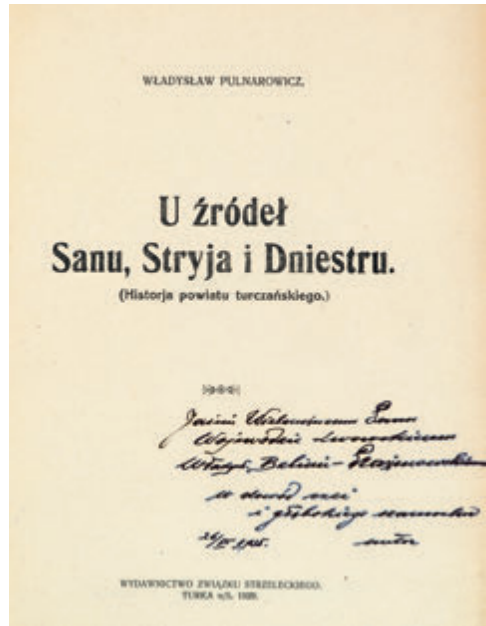 WŁADYSŁAW PULNAROWICZ.
U źródeł
Sanu, Stryja i Dniestru.
(Historja powiatu turczańskiego.)
Wielmożnemu Panu
Wojewodzie Lwowskiemu
Belinie-Prażmowskiemu
w dowód czci
i głębokiego szacunku
autor
WYDAWNICTWO ZWIĄZKU STRZELECKIEGO.
TURKA n/S. 1929.